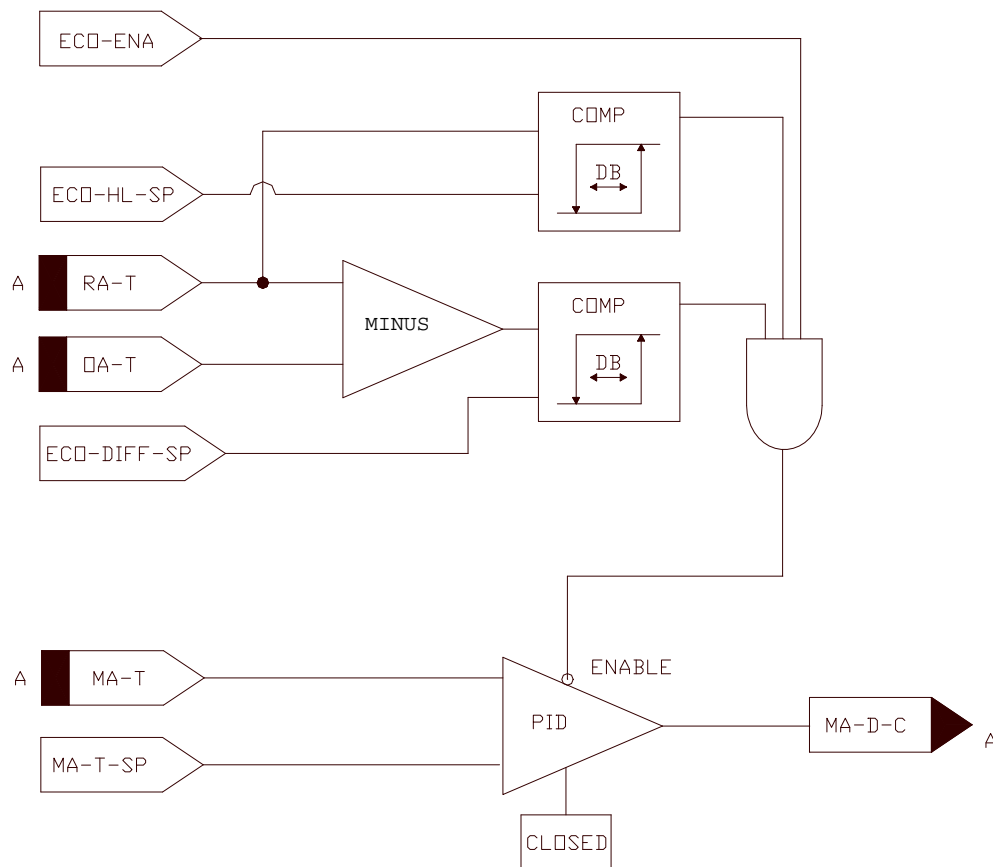 ECO-ENA
COMP
DB
ECO-HL-SP
A RA-T
MINUS
COMP
DB
A OA-T
ECO-DIFF-SP
ENABLE
A MA-T
PID
MA-D-C
A
MA-T-SP
CLOSED